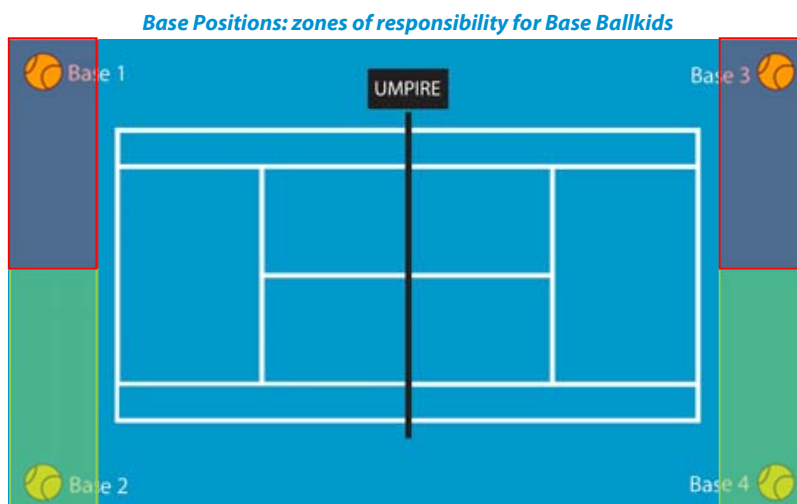 Base Positions: zones of responsibility for Base Ballkids
Base 1
Base 3
UMPIRE
Base 2
Base 4